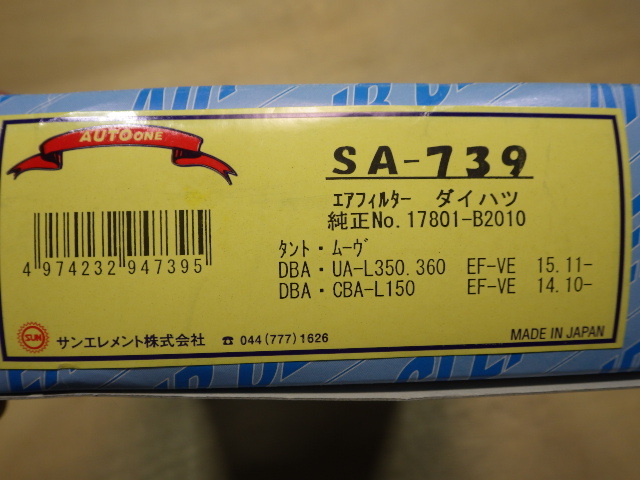 AUTO ONE
SA-739
ｴｱﾌｨﾙﾀｰ ダイハツ
純正No.17801-B2010
ﾀﾝﾄ・ﾑｰｳﾞ
DBA・UA-L350.360 EF-VE 15.11-
DBA・CBA-L150 EF-VE 14.10-
4 974232 947395
SUN サンエレメント株式会社 ☎ 044(777)1626
MADE IN JAPAN